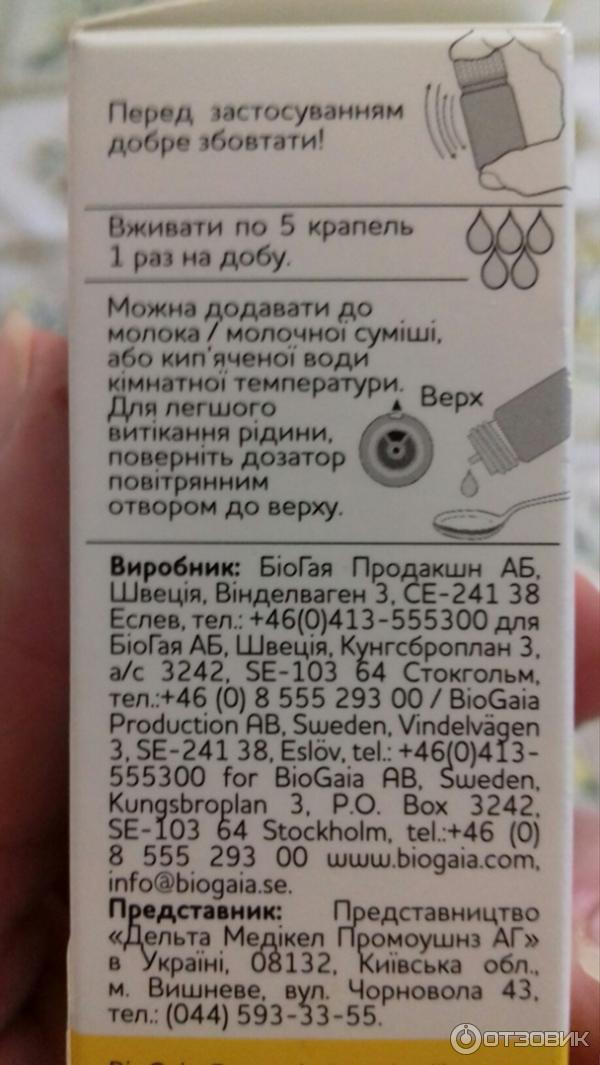 Перед застосуванням
добре збовтати!
Вживати по 5 крапель
1 раз на добу.
Можна додавати до
молока / молочної суміші,
або кип'яченої води
кімнатної температури.
Для легшого
витікання рідини,
поверніть дозатор
повітрянним
отвором до верху.
Верх
Виробник: БіоГая Продакшн АБ,
Швеція, Вінделваген 3, СЕ-241 38
Еслев, тел.: +46(0)413-555300 для
БіоГая АБ, Швеція, Кунгсброплан 3,
а/с 3242, SE-103 64 Стокгольм,
тел.:+46 (0) 8 555 293 00 / BioGaia
Production AB, Sweden, Vindelvägen
3, SE-241 38, Eslöv, tel.: +46(0)413-
555300 for BioGaia AB, Sweden,
Kungsbroplan 3, P.O. Box 3242,
SE-103 64 Stockholm, tel.:+46 (0)
8 555 293 00 www.biogaia.com,
info@biogaia.se.
Представник: Представництво
«Дельта Медікел Промоушнз АГ»
в Україні, 08132, Київська обл.,
м. Вишневе, вул. Чорновола 43,
тел.: (044) 593-33-55.
ОТЗОВИК